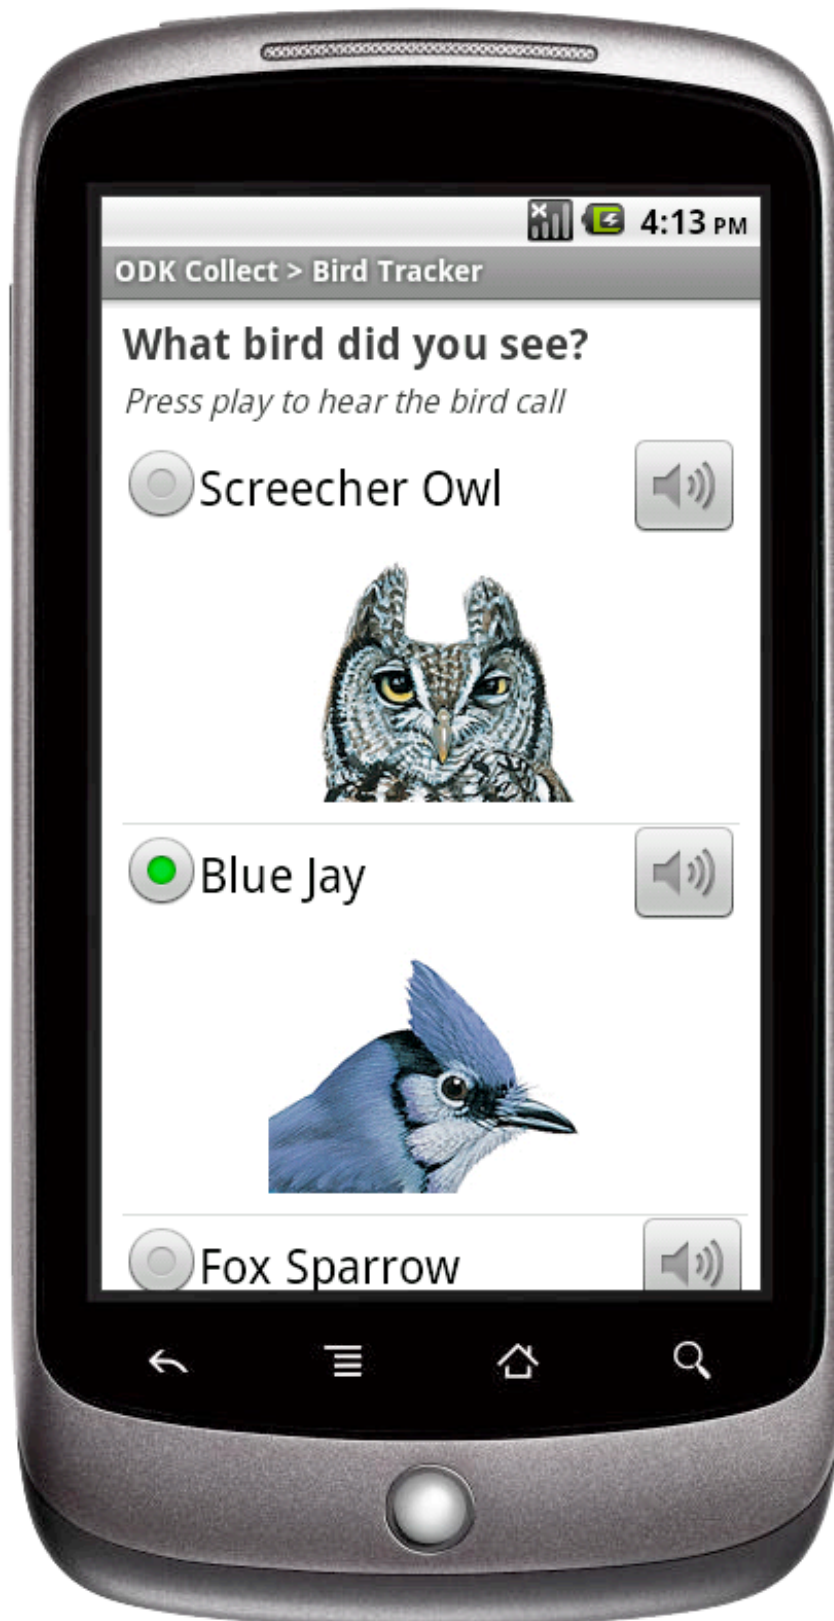 4:13 PM
ODK Collect > Bird Tracker
What bird did you see?
Press play to hear the bird call
Screecher Owl
Blue Jay
Fox Sparrow